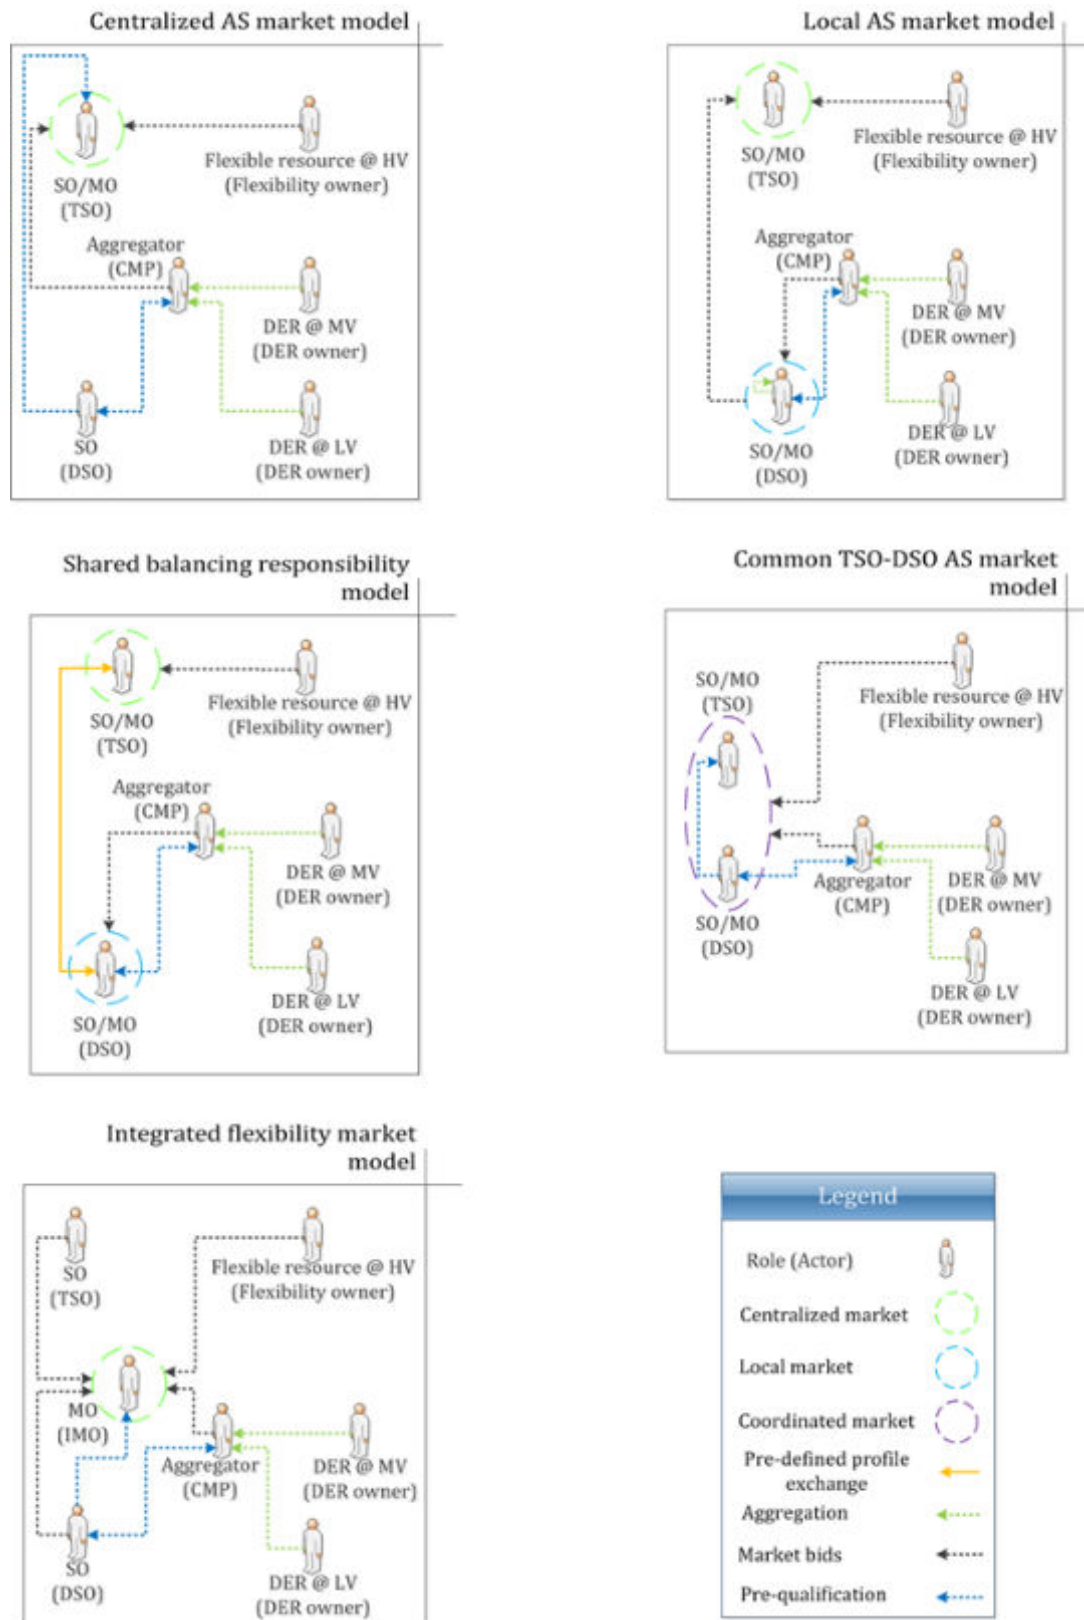 Centralized AS market model
SO/MO
(TSO)
Flexible resource @ HV
(Flexibility owner)
Aggregator
(CMP)
DER @ MV
(DER owner)
SO
(DSO)
DER @ LV
(DER owner)
Local AS market model
SO/MO
(TSO)
Flexible resource @ HV
(Flexibility owner)
Aggregator
(CMP)
DER @ MV
(DER owner)
SO/MO
(DSO)
DER @ LV
(DER owner)
Shared balancing responsibility
model
SO/MO
(TSO)
Flexible resource @ HV
(Flexibility owner)
Aggregator
(CMP)
DER @ MV
(DER owner)
SO/MO
(DSO)
DER @ LV
(DER owner)
Common TSO-DSO AS market
model
SO/MO
(TSO)
Flexible resource @ HV
(Flexibility owner)
Aggregator
(CMP)
DER @ MV
(DER owner)
SO/MO
(DSO)
DER @ LV
(DER owner)
Integrated flexibility market
model
SO
(TSO)
Flexible resource @ HV
(Flexibility owner)
MO
(IMO)
Aggregator
(CMP)
DER @ MV
(DER owner)
SO
(DSO)
DER @ LV
(DER owner)
Legend
Role (Actor)
Centralized market
Local market
Coordinated market
Pre-defined profile
exchange
Aggregation
Market bids
Pre-qualification